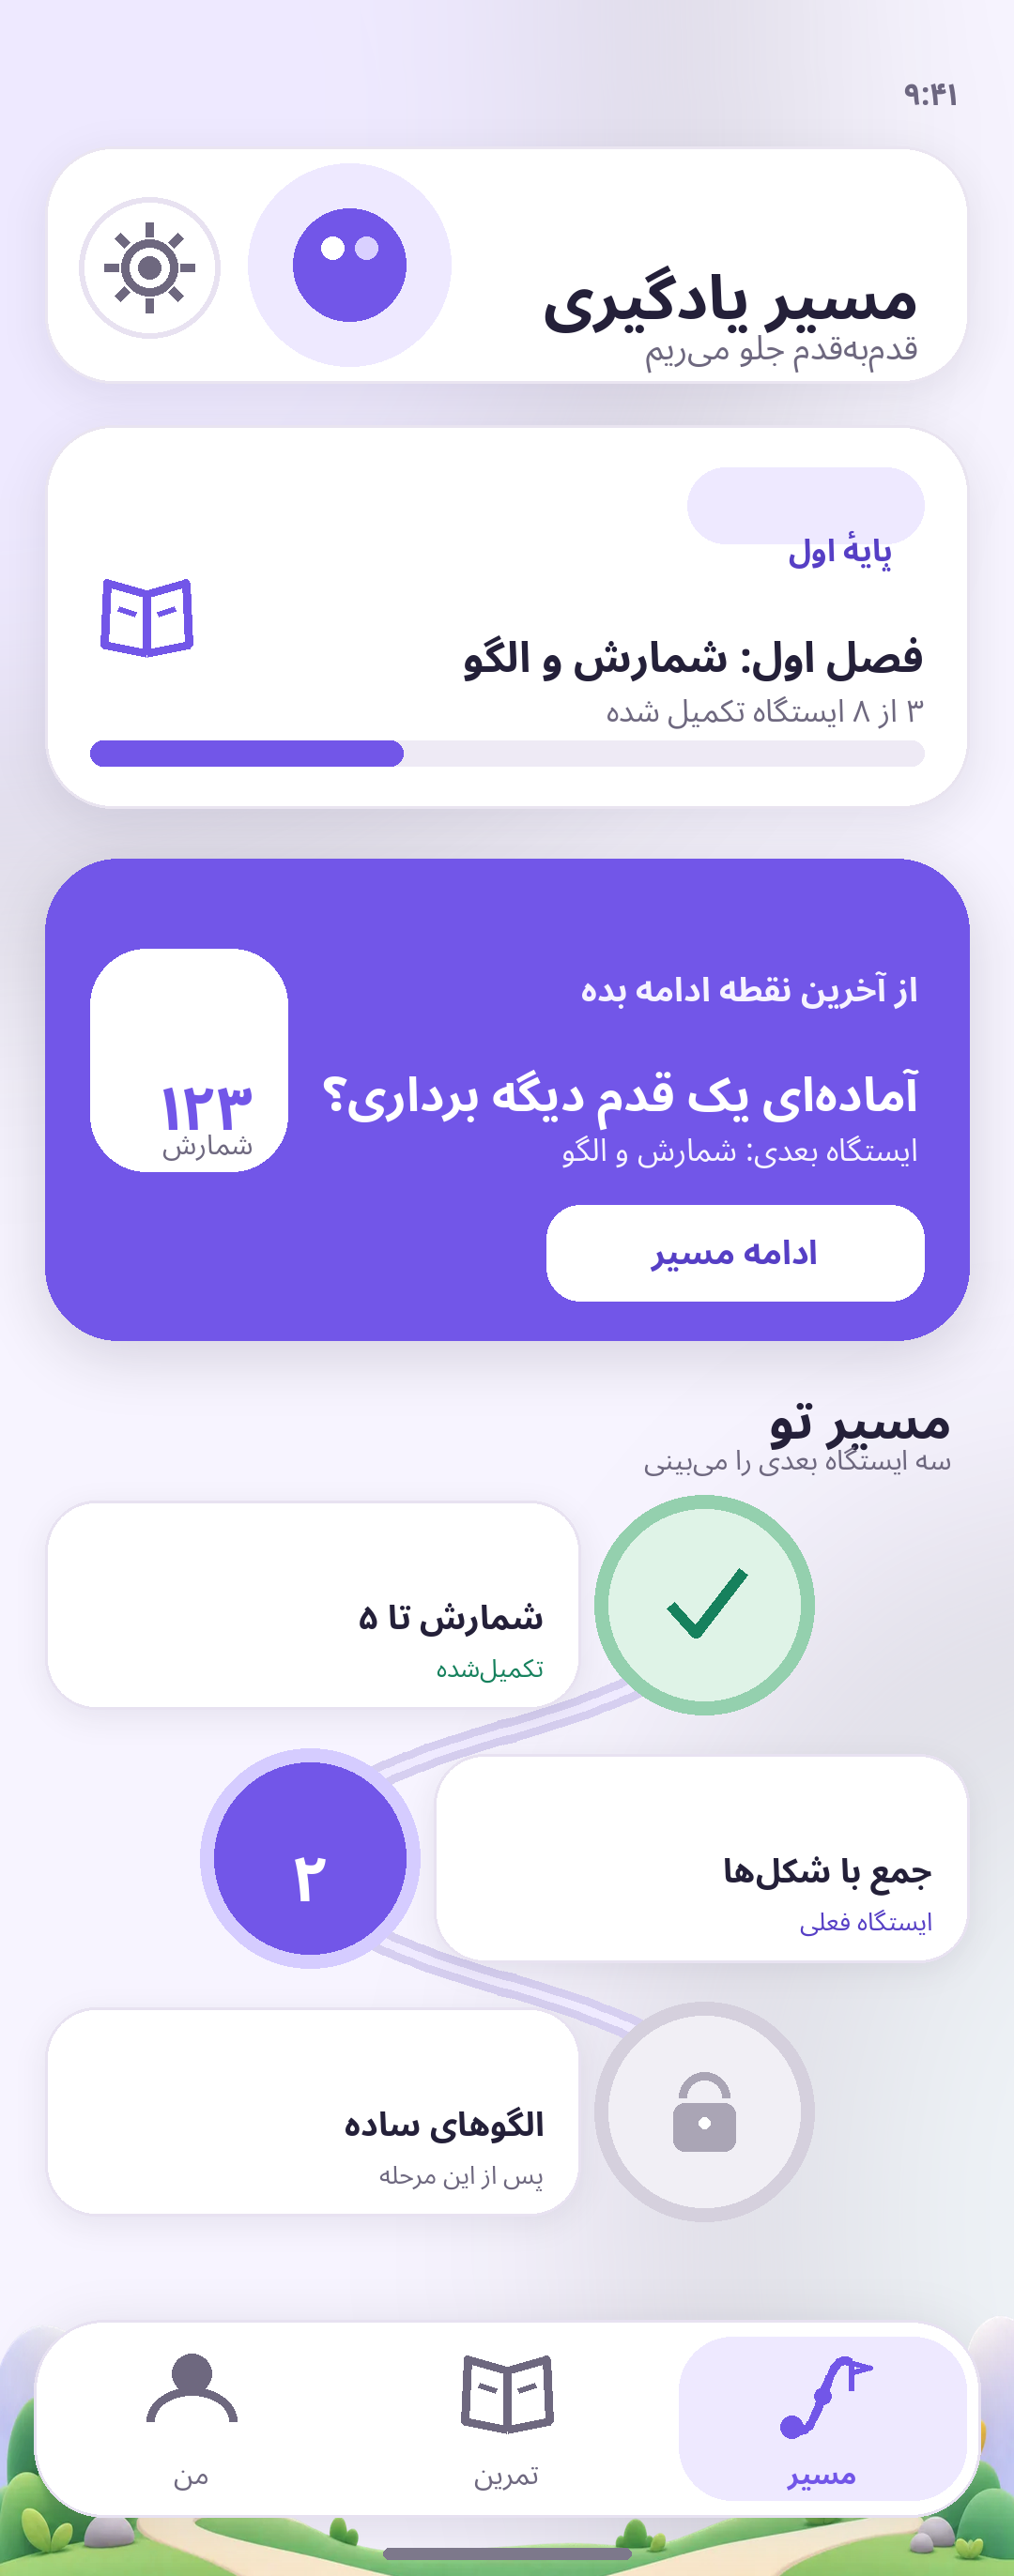 ۹:۴۱
مسیر یادگیری
قدم‌به‌قدم جلو می‌ریم
پایهٔ اول
فصل اول: شمارش و الگو
۳ از ۸ ایستگاه تکمیل شده
از آخرین نقطه ادامه بده
آماده‌ای یک قدم دیگه برداری؟
ایستگاه بعدی: شمارش و الگو
۱۲۳
شمارش
ادامه مسیر
مسیر تو
سه ایستگاه بعدی را می‌بینی
شمارش تا ۵
تکمیل‌شده
۲
جمع با شکل‌ها
ایستگاه فعلی
الگوهای ساده
پس از این مرحله
مسیر
تمرین
من